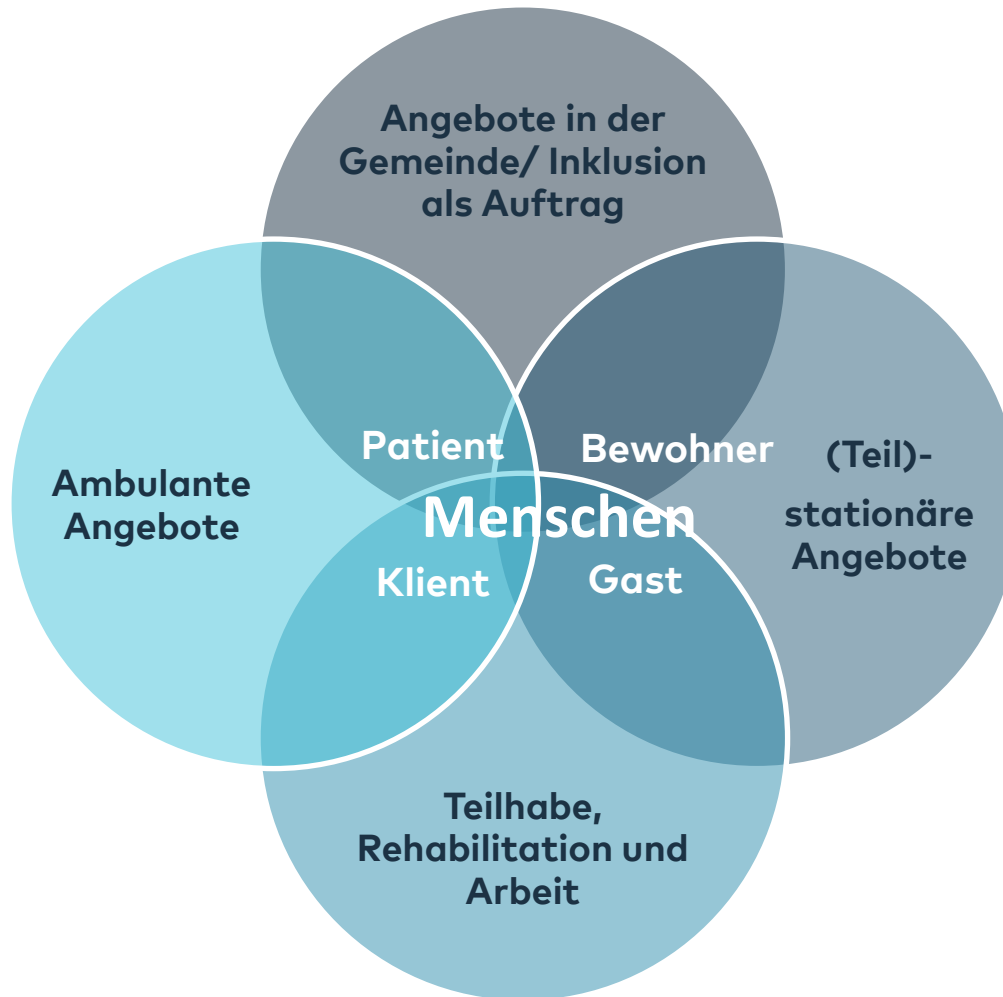 Angebote in der
Gemeinde/ Inklusion
als Auftrag
Ambulante
Angebote
Patient
Bewohner
Menschen
Klient
Gast
(Teil)-
stationäre
Angebote
Teilhabe,
Rehabilitation und
Arbeit